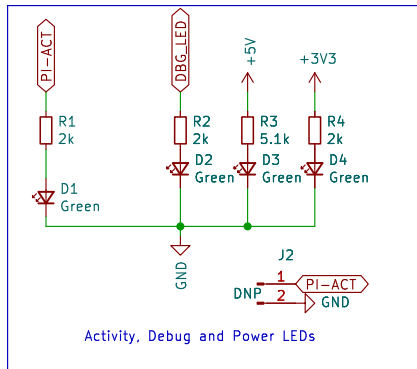 PI-ACT
DBG_LED
+5V
+3V3
R1
2k
R2
2k
R3
5.1k
R4
2k
D1
Green
D2
Green
D3
Green
D4
Green
GND
J2
DNP
1
PI-ACT
2
GND
Activity, Debug and Power LEDs